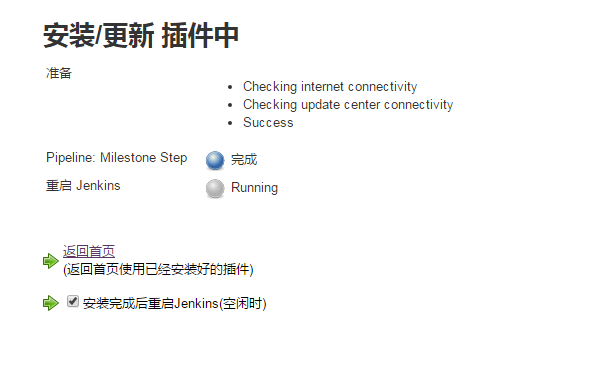 安装/更新 插件中
准备
Checking internet connectivity
Checking update center connectivity
Success
Pipeline: Milestone Step 完成
重启 Jenkins Running
返回首页
(返回首页使用已经安装好的插件)
安装完成后重启Jenkins(空闲时)